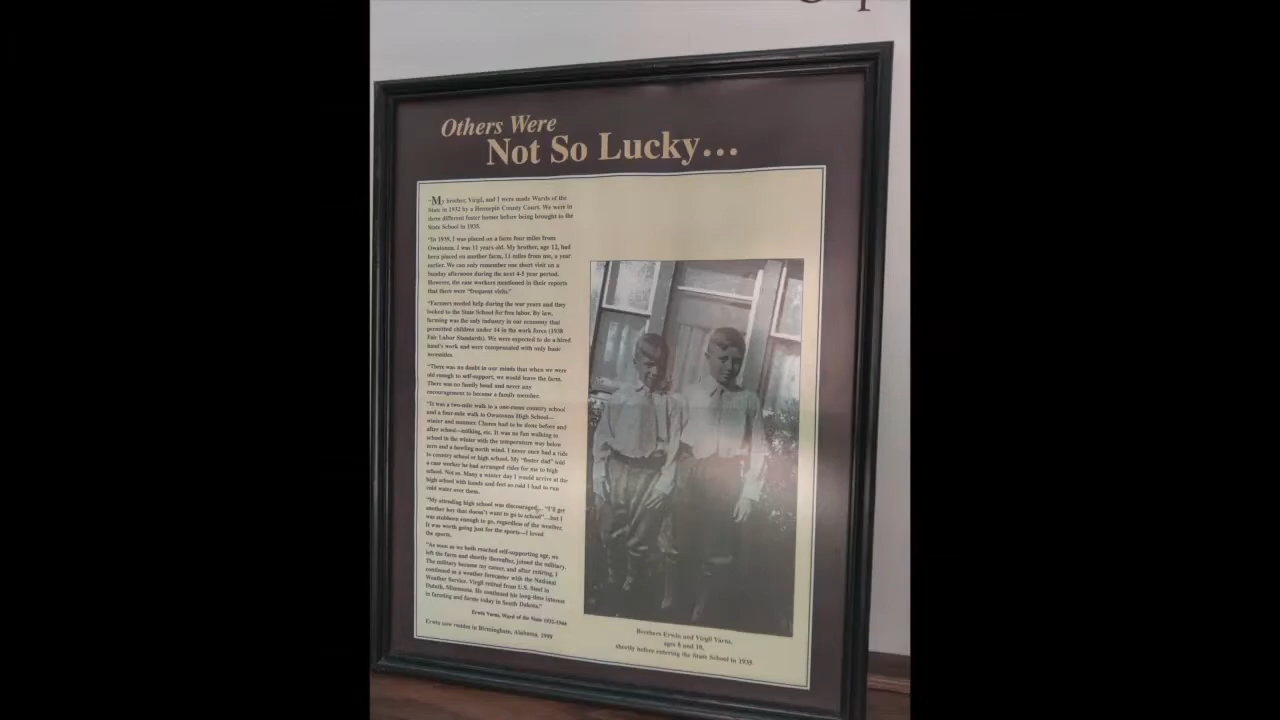 Others Were
Not So Lucky...
"My brother, Virgil, and I were made Wards of the
State in 1932 by a Hennepin County Court. We were in
three different foster homes before being brought to the
State School in 1935.
"In 1939, I was placed on a farm four miles from
Owatonna. I was 11 years old. My brother, age 12, had
been placed on another farm, 11 miles from me, a year
earlier. We can only remember one short visit on a
Sunday afternoon during the next 4-5 year period.
However, the case workers mentioned in their reports
that there were "frequent visits."
"Farmers needed help during the war years and they
looked to the State School for free labor. By law,
farming was the only industry in our economy that
permitted children under 14 in the work force (1938
Fair Labor Standards). We were expected to do a hired
hand's work and were compensated with only basic
necessities.
"There was no doubt in our minds that when we were
old enough to self-support, we would leave the farm.
There was no family bond and never any
encouragement to become a family member.
"It was a two-mile walk to a one-room country school
and a four-mile walk to Owatonna High School—
winter and summer. Chores had to be done before and
after school—milking, etc. It was no fun walking to
school in the winter with the temperature way below
zero and a howling north wind. I never once had a ride
to country school or high school. My "foster dad" told
a case worker he had arranged rides for me to high
school. Not so. Many a winter day I would arrive at the
high school with hands and feet so cold I had to run
cold water over them.
"My attending high school was discouraged... "I'll get
another boy that doesn't want to go to school"...but I
was stubborn enough to go, regardless of the weather.
It was worth going just for the sports—I loved
the sports.
"As soon as we both reached self-supporting age, we
left the farm and shortly thereafter, joined the military.
The military became my career, and after retiring, I
continued as a weather forecaster with the National
Weather Service. Virgil retired from U.S. Steel in
Duluth, Minnesota. He continued his long-time interest
in farming and farms today in South Dakota."
Erwin Varns, Ward of the State
Erwin now resides in Birmingham, Alabama, 1999
Brothers Erwin and Virgil Varns,
ages 8 and 10,
shortly before entering the State School in 1935